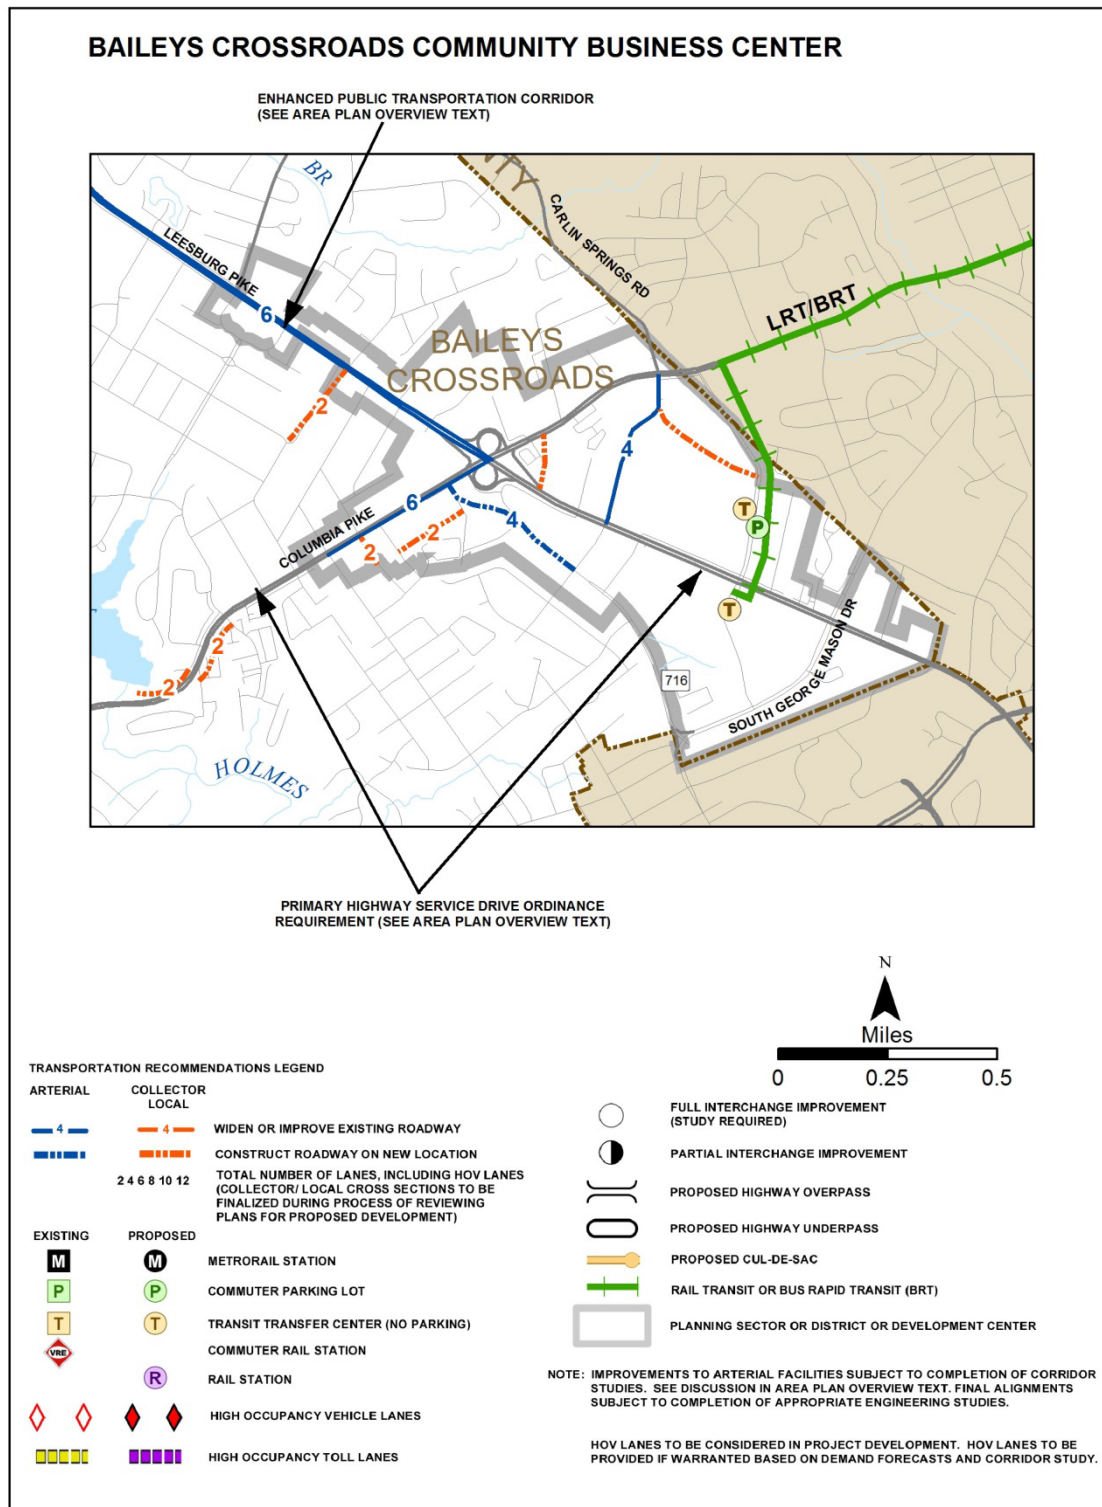 BAILEYS CROSSROADS COMMUNITY BUSINESS CENTER
ENHANCED PUBLIC TRANSPORTATION CORRIDOR
(SEE AREA PLAN OVERVIEW TEXT)
BR
NTY
CARLIN SPRINGS RD
LEESBURG PIKE
6
LRT/BRT
BAILEYS
CROSSROADS
2
4
T
P
6
4
COLUMBIA PIKE
2
2
T
2
2
716
SOUTH GEORGE MASON DR
HOLMES
PRIMARY HIGHWAY SERVICE DRIVE ORDINANCE
REQUIREMENT (SEE AREA PLAN OVERVIEW TEXT)
N
Miles
0 0.25 0.5
TRANSPORTATION RECOMMENDATIONS LEGEND
ARTERIAL
COLLECTOR
LOCAL
4 4 WIDEN OR IMPROVE EXISTING ROADWAY
CONSTRUCT ROADWAY ON NEW LOCATION
2 4 6 8 10 12 TOTAL NUMBER OF LANES, INCLUDING HOV LANES
(COLLECTOR/ LOCAL CROSS SECTIONS TO BE
FINALIZED DURING PROCESS OF REVIEWING
PLANS FOR PROPOSED DEVELOPMENT)
EXISTING PROPOSED
M M METRORAIL STATION
P P COMMUTER PARKING LOT
T T TRANSIT TRANSFER CENTER (NO PARKING)
VRE COMMUTER RAIL STATION
R RAIL STATION
HIGH OCCUPANCY VEHICLE LANES
HIGH OCCUPANCY TOLL LANES
FULL INTERCHANGE IMPROVEMENT
(STUDY REQUIRED)
PARTIAL INTERCHANGE IMPROVEMENT
PROPOSED HIGHWAY OVERPASS
PROPOSED HIGHWAY UNDERPASS
PROPOSED CUL-DE-SAC
RAIL TRANSIT OR BUS RAPID TRANSIT (BRT)
PLANNING SECTOR OR DISTRICT OR DEVELOPMENT CENTER
NOTE: IMPROVEMENTS TO ARTERIAL FACILITIES SUBJECT TO COMPLETION OF CORRIDOR
STUDIES. SEE DISCUSSION IN AREA PLAN OVERVIEW TEXT. FINAL ALIGNMENTS
SUBJECT TO COMPLETION OF APPROPRIATE ENGINEERING STUDIES.
HOV LANES TO BE CONSIDERED IN PROJECT DEVELOPMENT. HOV LANES TO BE
PROVIDED IF WARRANTED BASED ON DEMAND FORECASTS AND CORRIDOR STUDY.